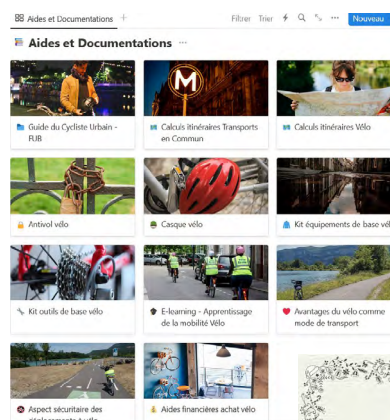 Aides et Documentations +
Filtrer Trier Nouveau
Aides et Documentations ...
M
Guide du Cycliste Urbain -
FUB
Calculs itinéraires Transports
en Commun
Calculs itinéraires Vélo
Antivol vélo
Casque vélo
Kit équipements de base vél
Kit outils de base vélo
E-learning - Apprentissage
de la mobilité Vélo
Avantages du vélo comme
mode de transport
Aspect sécuritaire des
déplacements à vélo
Aides financières achat vélo